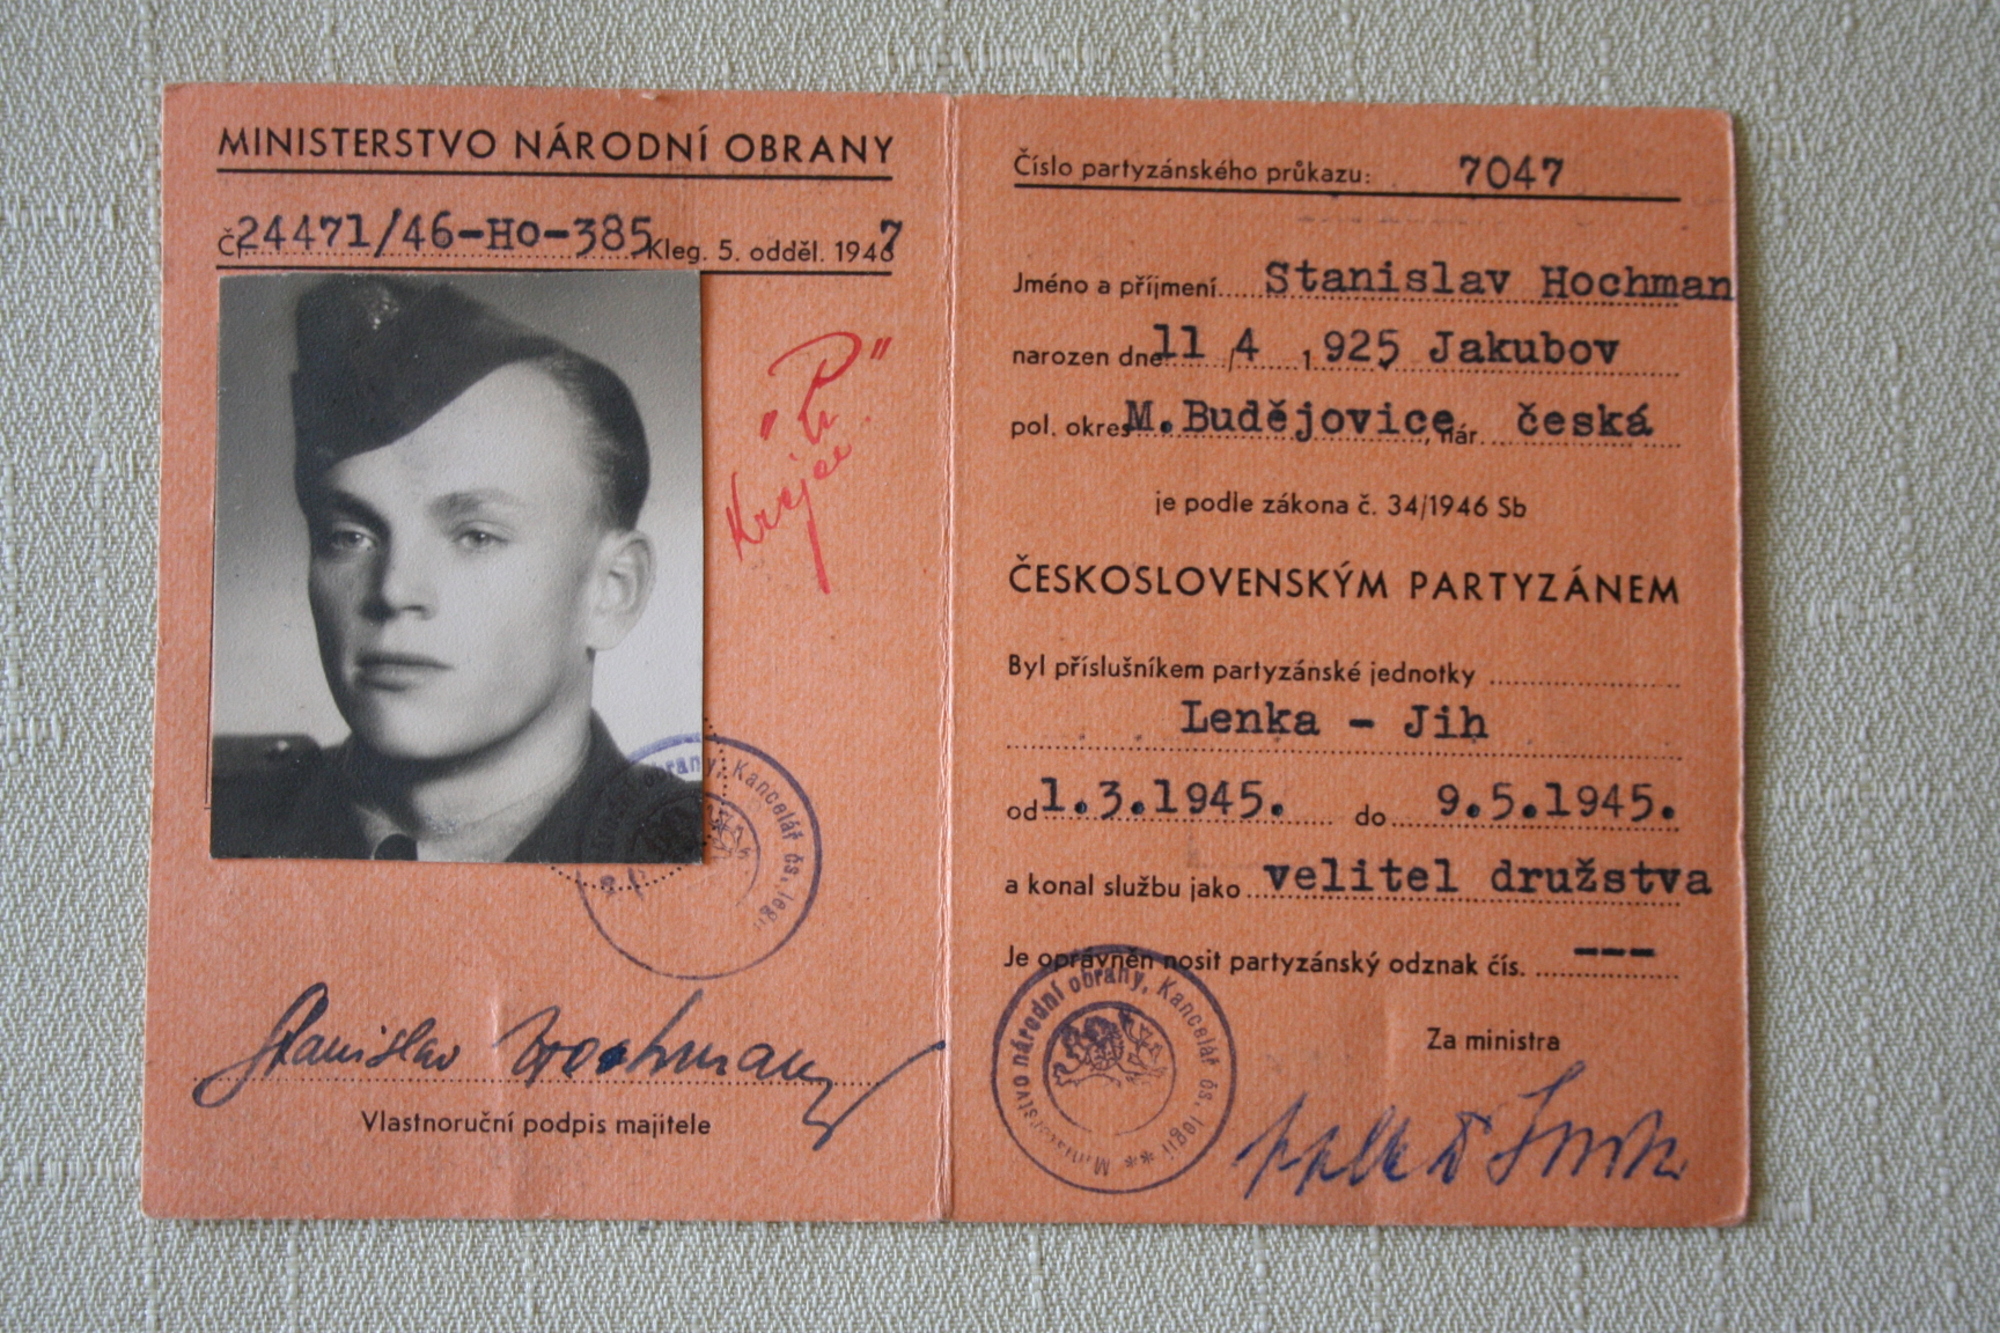 MINISTERSTVO NÁRODNÍ OBRANY
Č. 24471/46-Ho-385 Kleg. 5. odděl. 1947
"P"
Krejčí
obrany, Kancelář čs. legií
Stanislav Hochman
Vlastnoruční podpis majitele
Číslo partyzánského průkazu: 7047
Jméno a příjmení Stanislav Hochman
narozen dne 11/4 1925 Jakubov
pol. okres M.Budějovice, nár. česká
je podle zákona č. 34/1946 Sb
ČESKOSLOVENSKÝM PARTYZÁNEM
Byl příslušníkem partyzánské jednotky
Lenka - Jih
od 1.3.1945. do 9.5.1945.
a konal službu jako velitel družstva
Je oprávněn nosit partyzánský odznak čís. ---
Za ministra
Ministerstvo národní obrany, Kancelář čs. legií